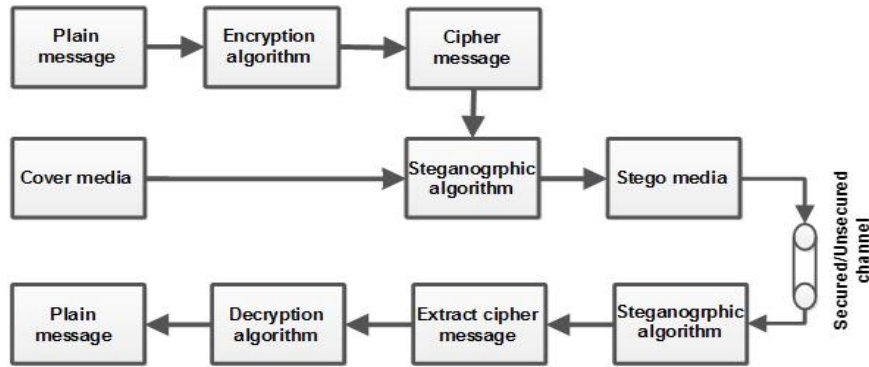 Plain
message
Encryption
algorithm
Cipher
message
Cover media
Steganogrphic
algorithm
Stego media
Secured/Unsecured
channel
Plain
message
Decryption
algorithm
Extract cipher
message
Steganogrphic
algorithm